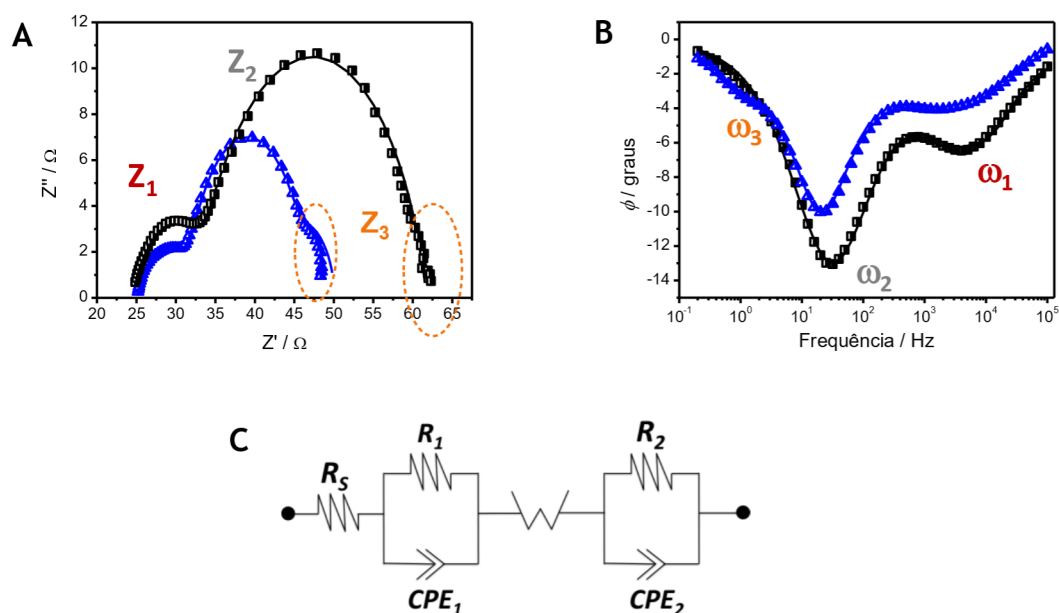 A
Z'' / Ω
12
10
8
6
4
2
0
20 25 30 35 40 45 50 55 60 65
Z' / Ω
Z₁
Z₂
Z₃
B
ϕ / graus
0
-2
-4
-6
-8
-10
-12
-14
10⁻¹ 10⁰ 10¹ 10² 10³ 10⁴ 10⁵
Frequência / Hz
ω₃
ω₂
ω₁
C
R_S
R₁
CPE₁
R₂
CPE₂